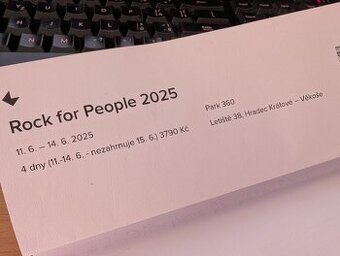 Rock for People 2025
11. 6. – 14. 6. 2025
4 dny (11.-14. 6. - nezahrnuje 15. 6.) 3790 Kč
Park 360
Letiště 38, Hradec Králové – Věkoše